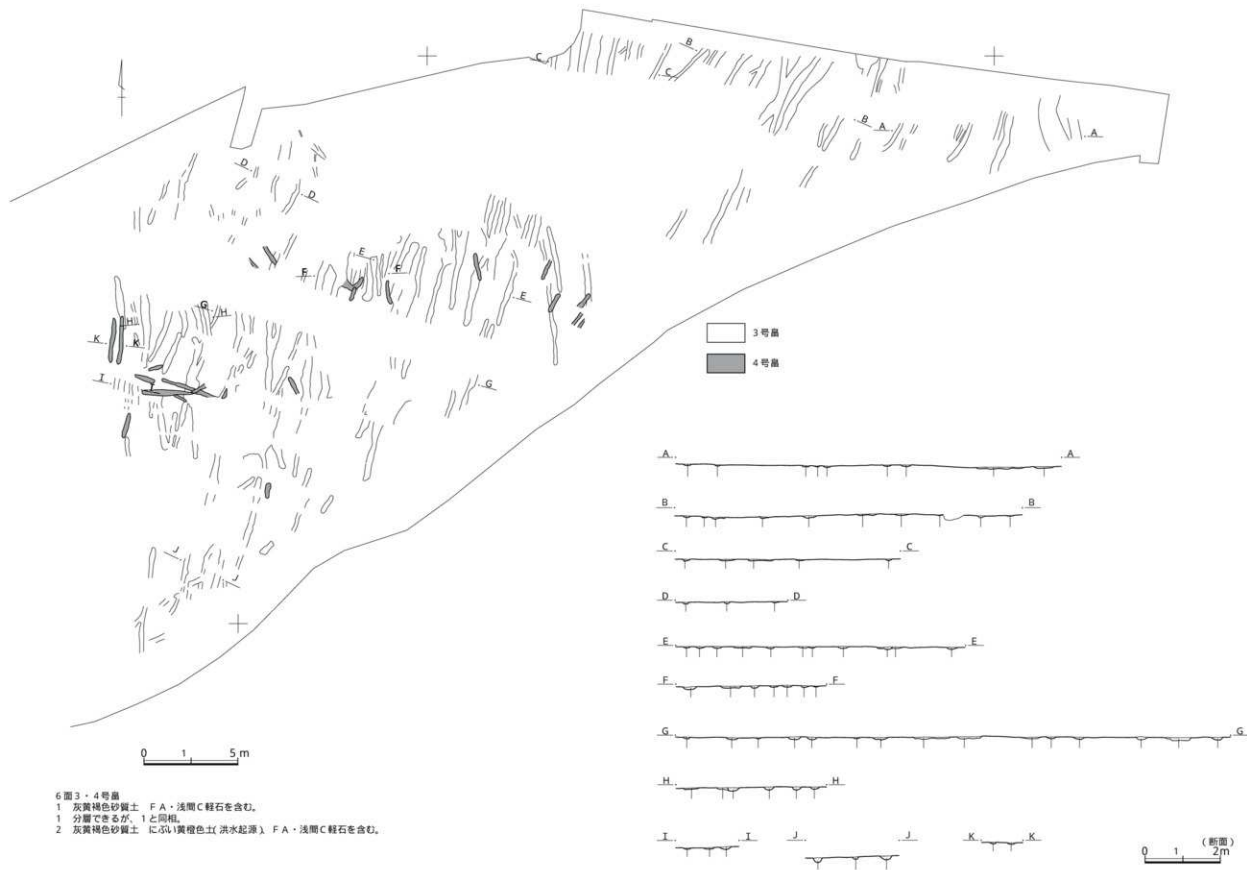 B
C
C
B
B
A
A
D
D
E
F
F
E
G
H
H
K
K
I
G
J
J
3号畠
4号畠
A A
B B
C C
D D
E E
F F
G G
H H
I I J J K K
(断面)
0 1 2m
0 1 5m
6面3・4号畠
1 灰黄褐色砂質土 FA・浅間C軽石を含む。
1 分層できるが、1と同相。
2 灰黄褐色砂質土 にぶい黄橙色土(洪水起源)、FA・浅間C軽石を含む。